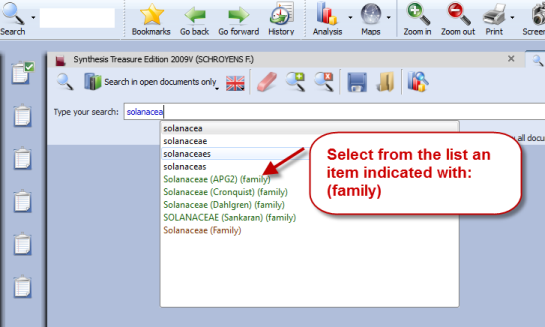 Search
Bookmarks
Go back
Go forward
History
Analysis
Maps
Zoom in
Zoom out
Print
Screen
Synthesis Treasure Edition 2009V (SCHROYENS F.)
Search in open documents only
Type your search: solanacea
solanacea
solanaceae
solanaceaes
solanaceas
Solanaceae (APG2) (family)
Solanaceae (Cronquist) (family)
Solanaceae (Dahlgren) (family)
SOLANACEAE (Sankaran) (family)
Solanaceae (Family)
all docu
Select from the list an
item indicated with:
(family)